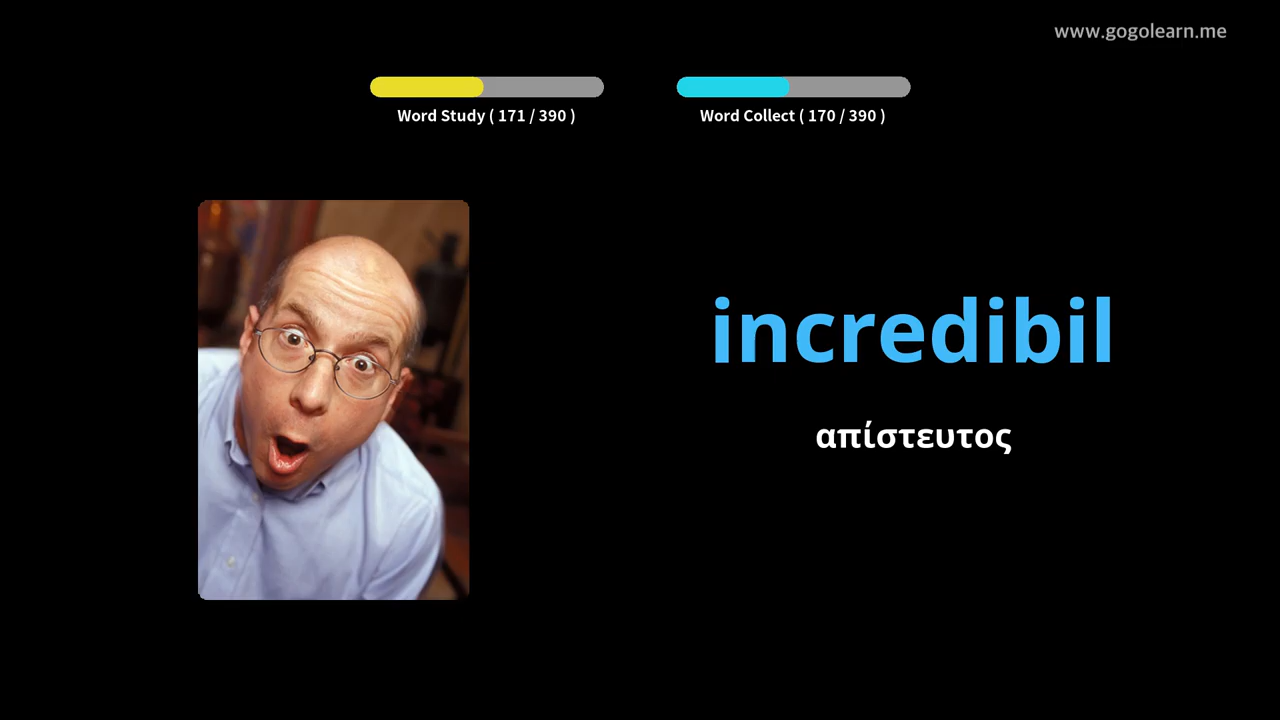 www.gogolearn.me
Word Study ( 171 / 390 )
Word Collect ( 170 / 390 )
incredibil
απίστευτος